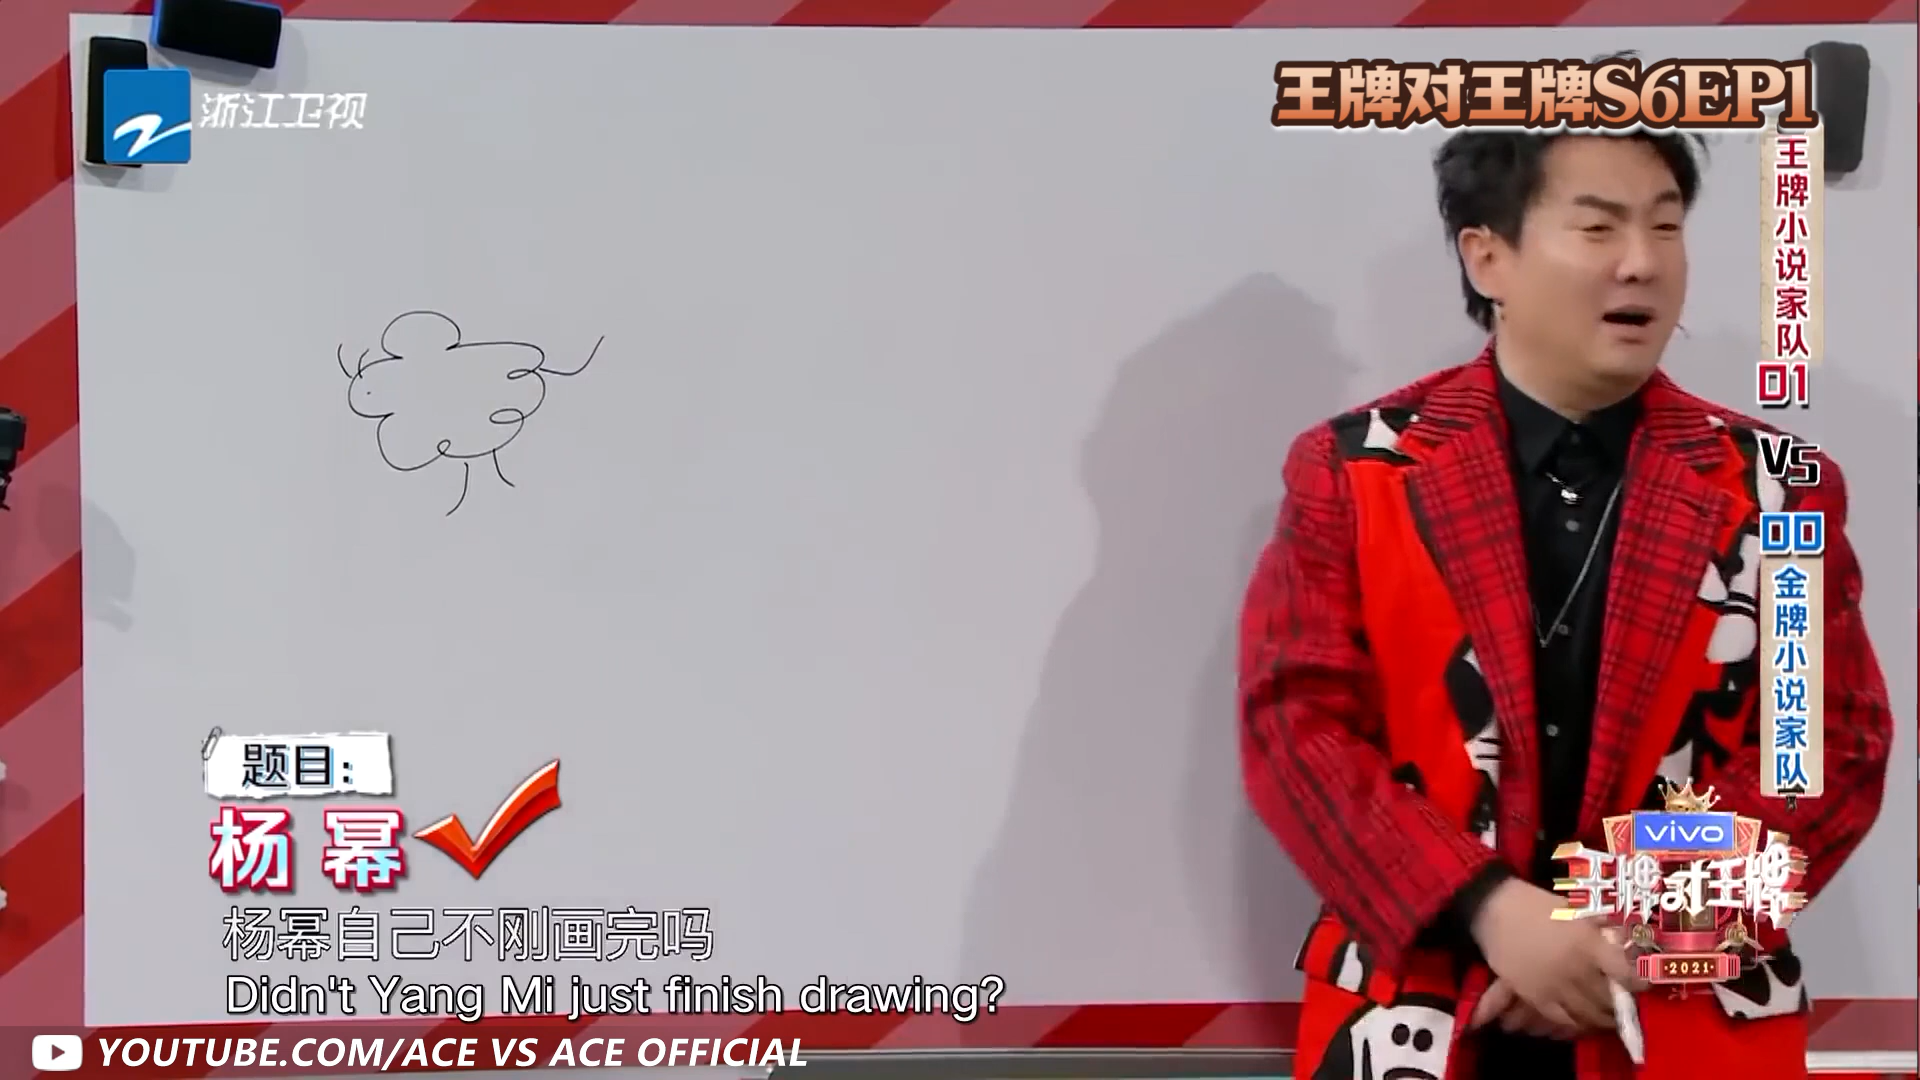 浙江卫视
王牌对王牌S6EP1
王牌小说家队
01
VS
00
金牌小说家队
题目:
杨幂
杨幂自己不刚画完吗
Didn't Yang Mi just finish drawing?
vivo
王牌对王牌
·2021·
YOUTUBE.COM/ACE VS ACE OFFICIAL